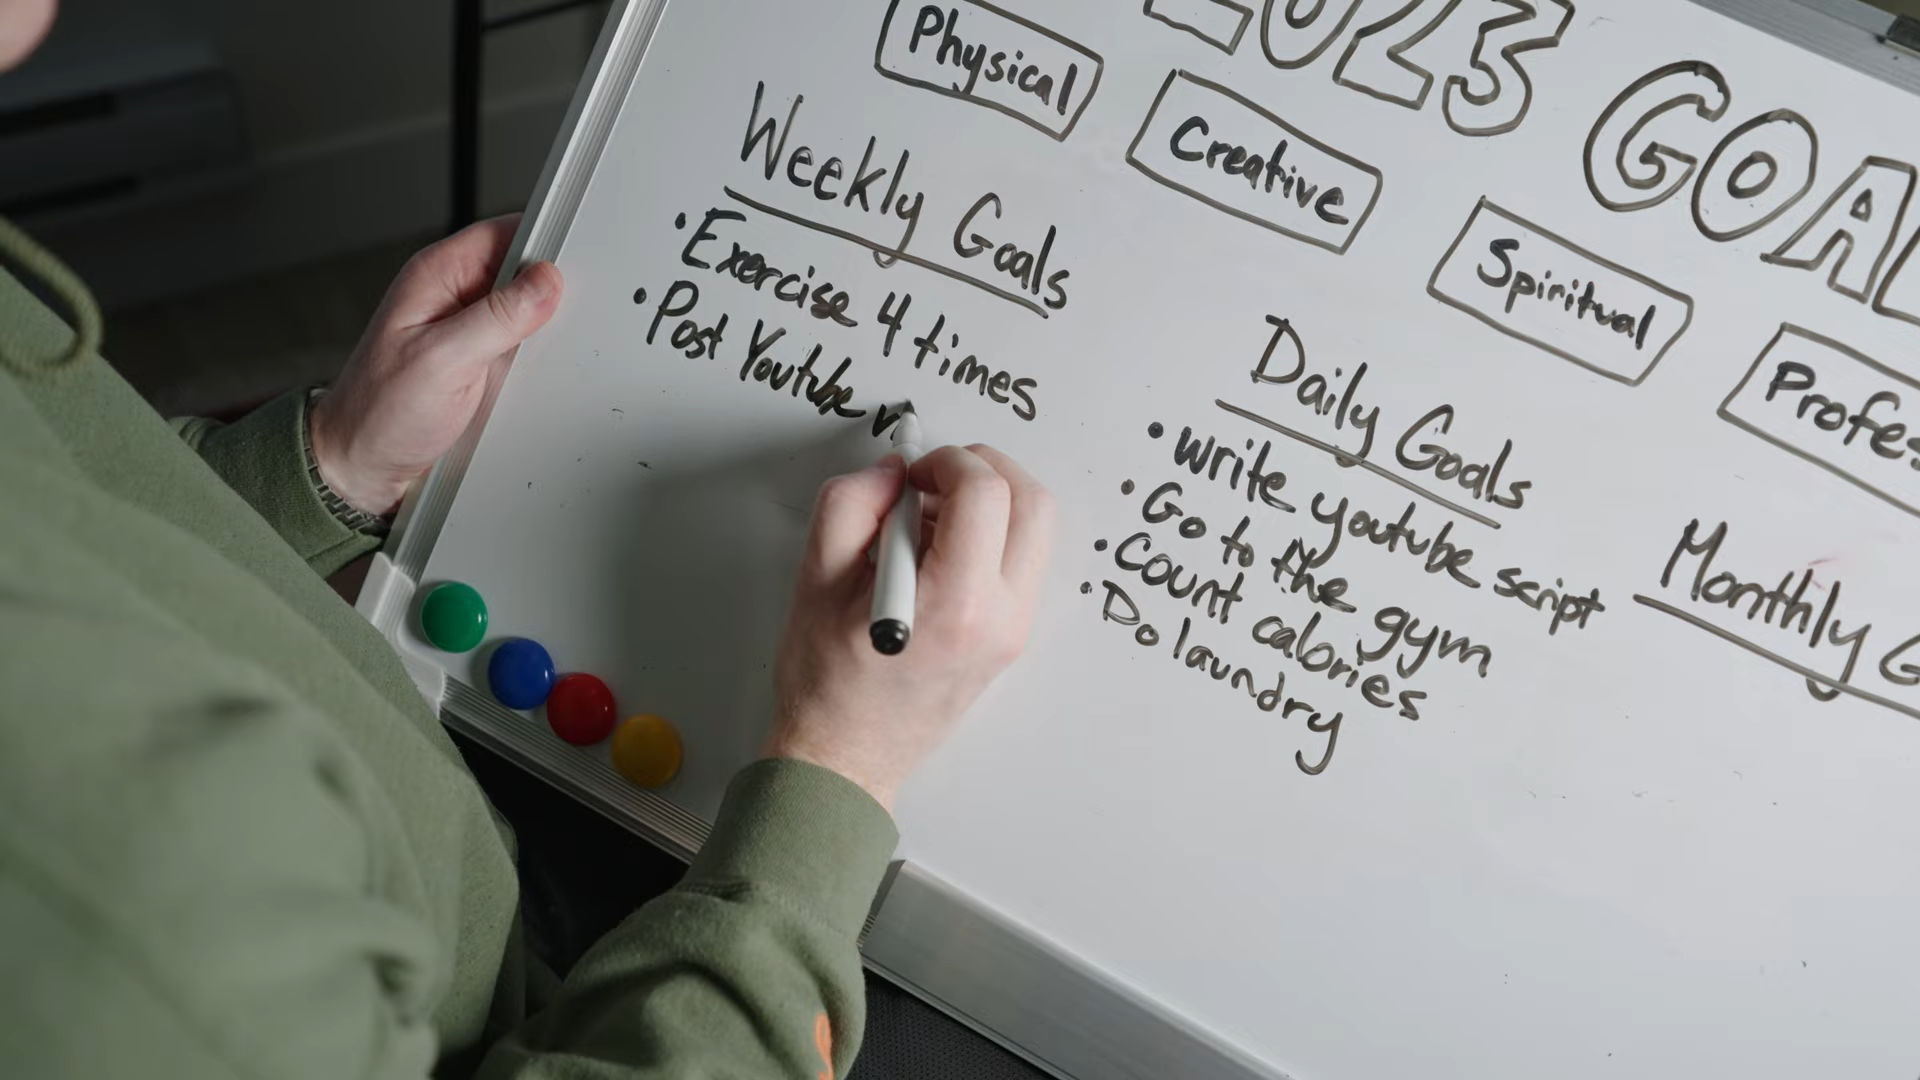 2023 GOA
Physical
Creative
Spiritual
Profes
Weekly Goals
• Exercise 4 times
• Post Youtube v
Daily Goals
• write youtube script
• Go to the gym
• Count calories
• Do laundry
Monthly G